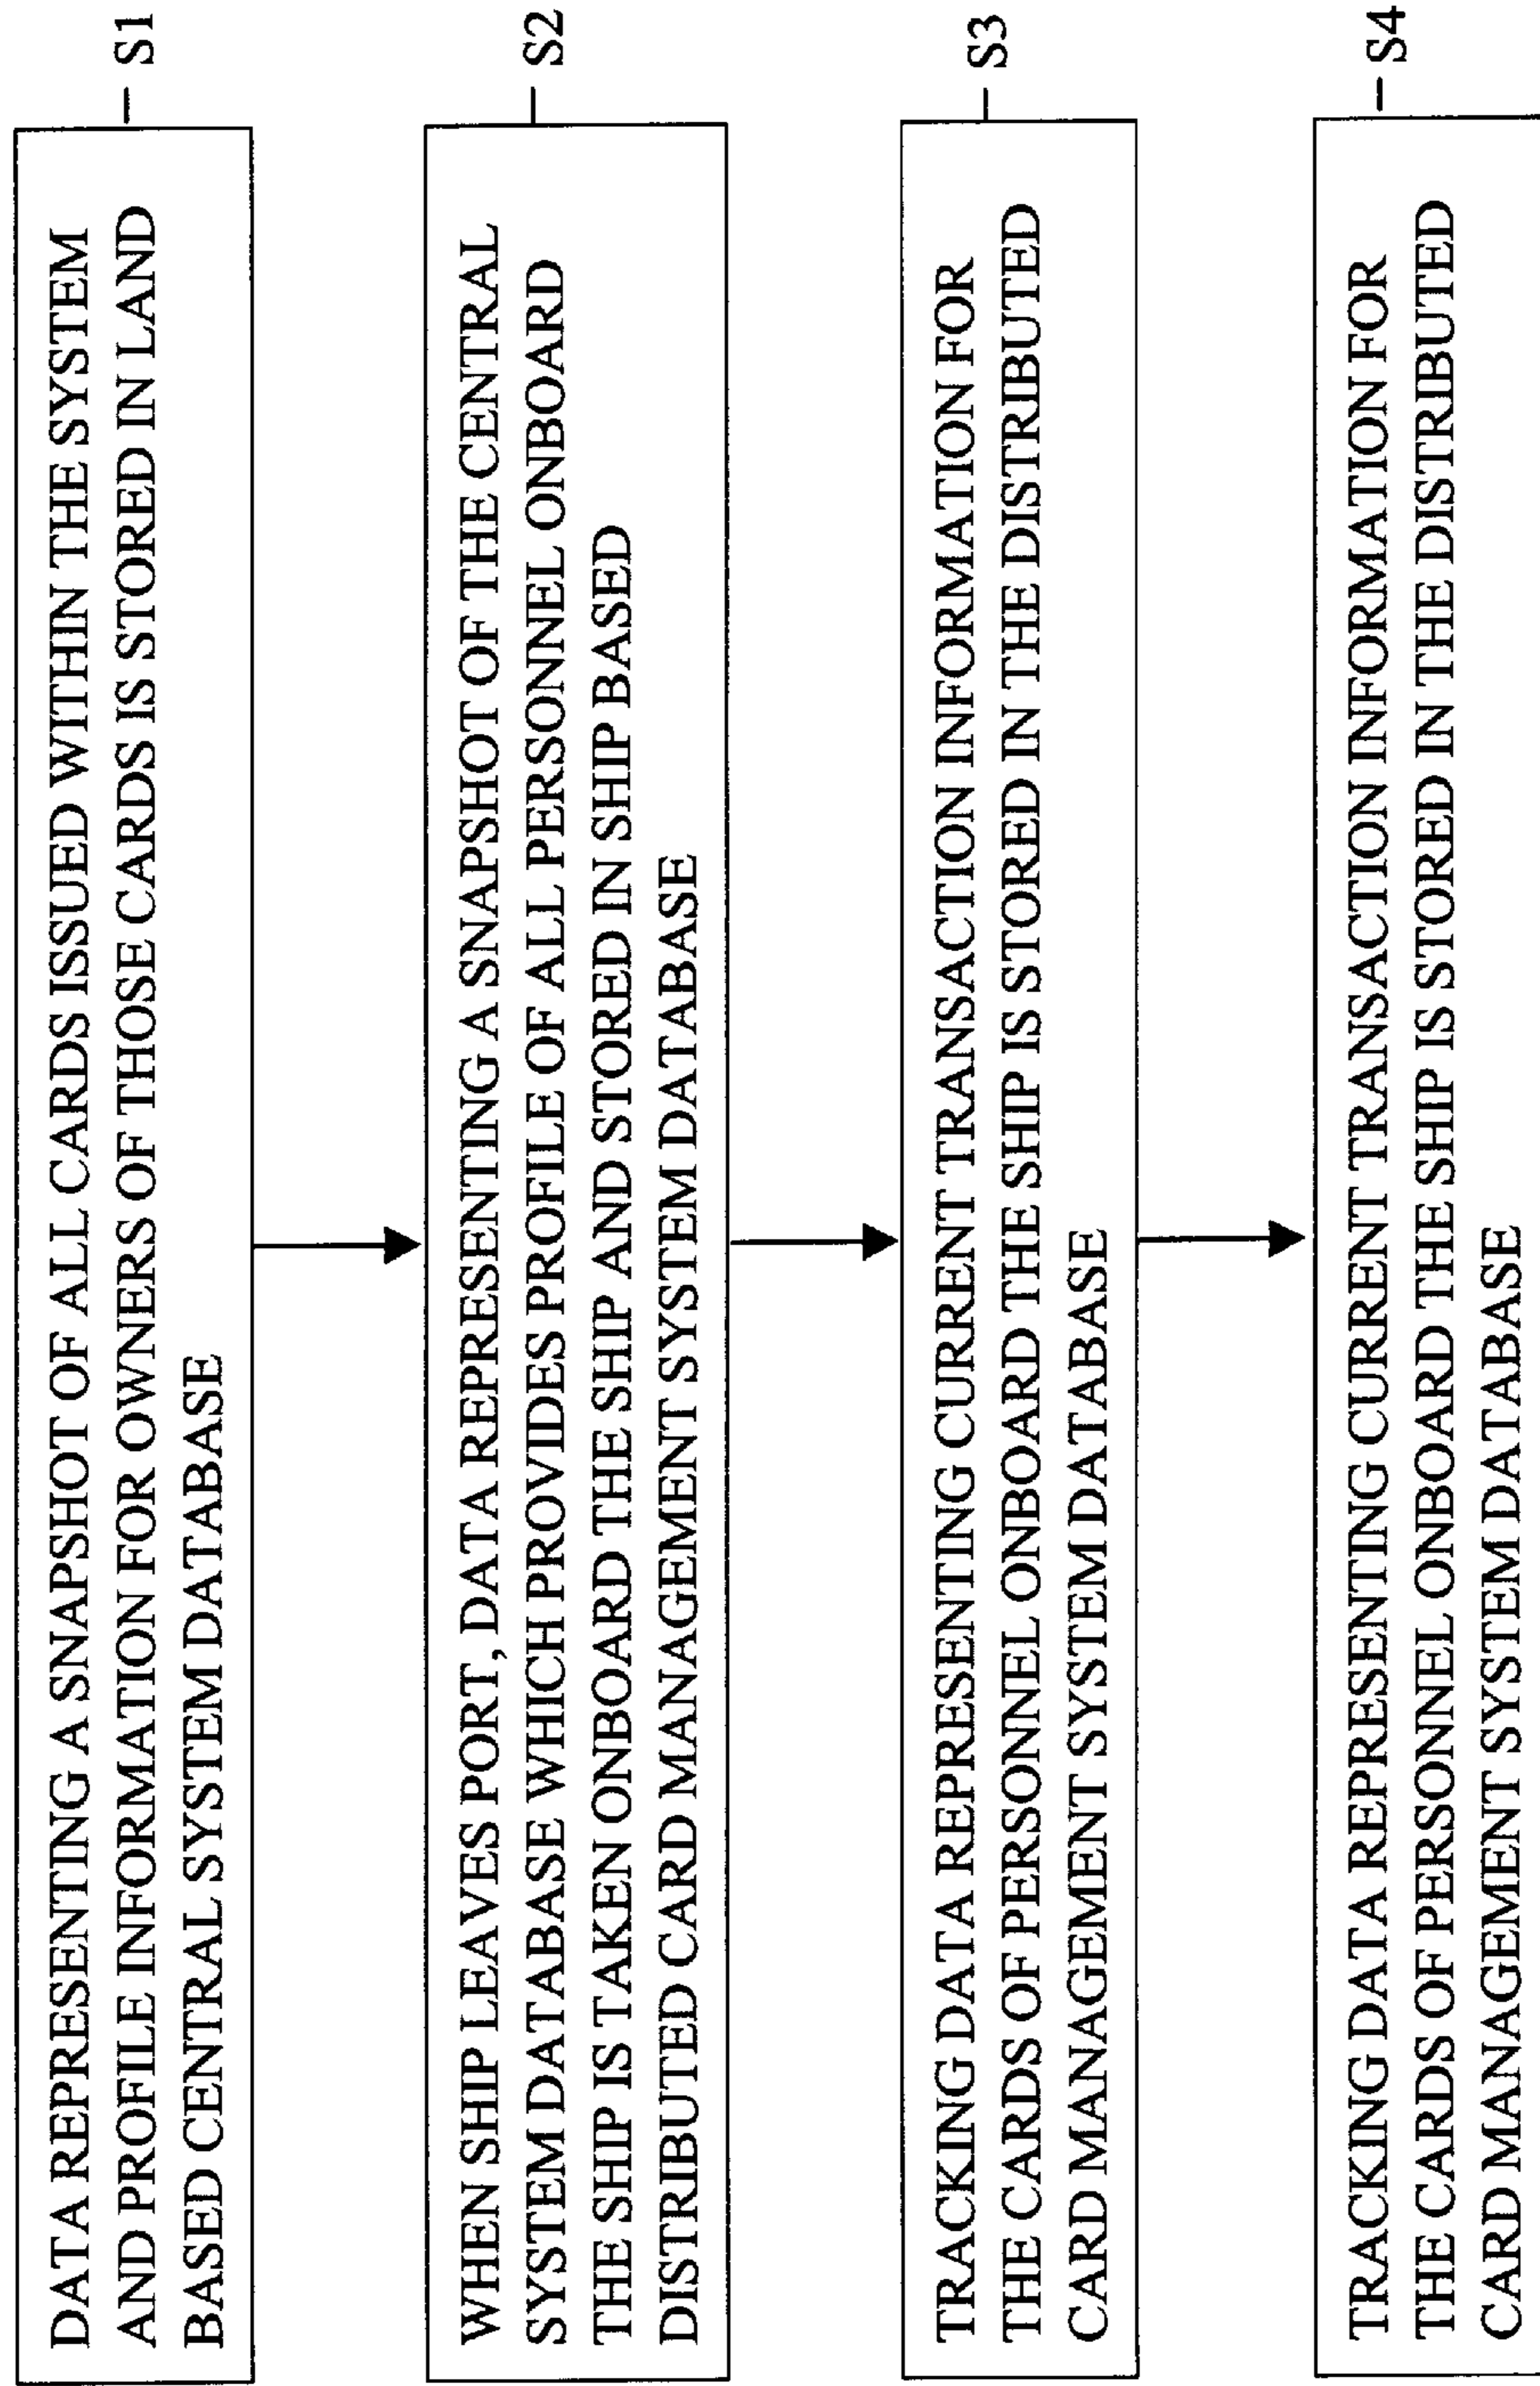 DATA REPRESENTING A SNAPSHOT OF ALL CARDS ISSUED WITHIN THE SYSTEM
AND PROFILE INFORMATION FOR OWNERS OF THOSE CARDS IS STORED IN LAND
BASED CENTRAL SYSTEM DATABASE
S1
WHEN SHIP LEAVES PORT, DATA REPRESENTING A SNAPSHOT OF THE CENTRAL
SYSTEM DATABASE WHICH PROVIDES PROFILE OF ALL PERSONNEL ONBOARD
THE SHIP IS TAKEN ONBOARD THE SHIP AND STORED IN SHIP BASED
DISTRIBUTED CARD MANAGEMENT SYSTEM DATABASE
S2
TRACKING DATA REPRESENTING CURRENT TRANSACTION INFORMATION FOR
THE CARDS OF PERSONNEL ONBOARD THE SHIP IS STORED IN THE DISTRIBUTED
CARD MANAGEMENT SYSTEM DATABASE
S3
TRACKING DATA REPRESENTING CURRENT TRANSACTION INFORMATION FOR
THE CARDS OF PERSONNEL ONBOARD THE SHIP IS STORED IN THE DISTRIBUTED
CARD MANAGEMENT SYSTEM DATABASE
S4